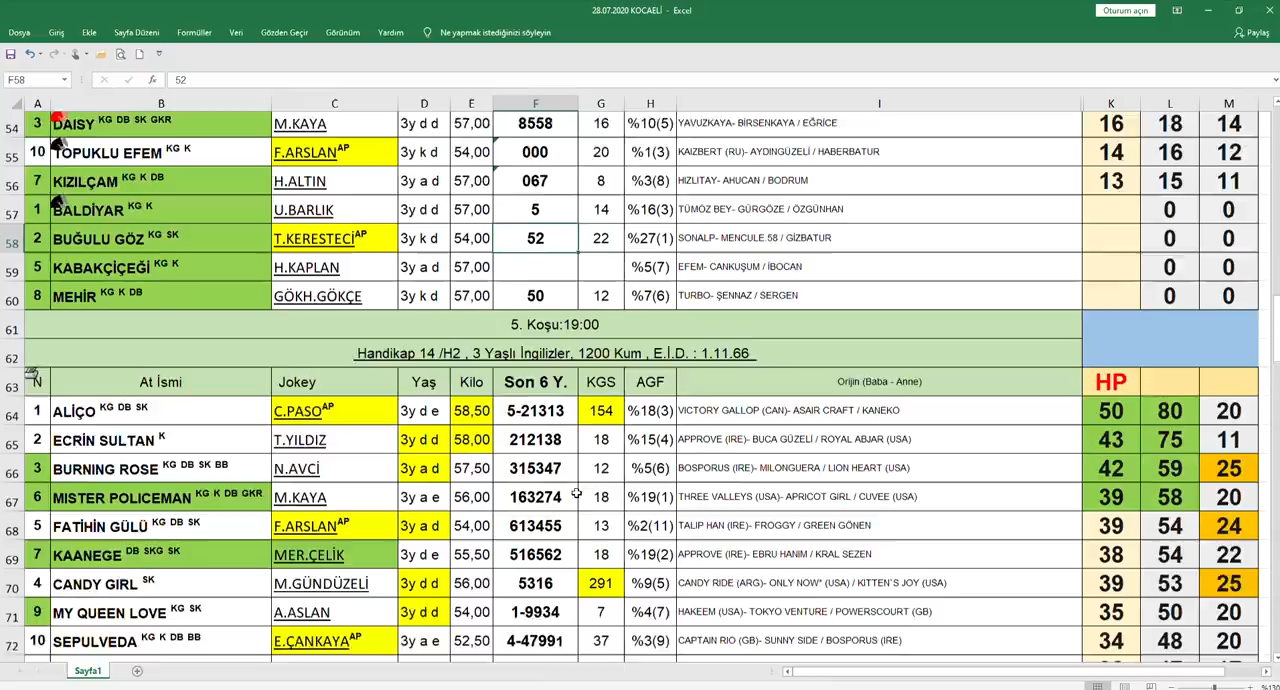 28.07.2020 KOCAELİ - Excel
Oturum açın
Dosya Giriş Ekle Sayfa Düzeni Formüller Veri Gözden Geçir Görünüm Yardım Ne yapmak istediğinizi söyleyin Paylaş
F58 fx 52
A B C D E F G H I K L M
54 3 DAISY KG DB SK GKR M.KAYA 3y d d 57,00 8558 16 %10(5) YAVUZKAYA- BİRSENKAYA / EĞRİCE 16 18 14
55 10 TOPUKLU EFEM KG K F.ARSLAN AP 3y k d 54,00 000 20 %1(3) KAIZBERT (RU)- AYDINGÜZELİ / HABERBATUR 14 16 12
56 7 KIZILÇAM KG K DB H.ALTIN 3y a d 57,00 067 8 %3(8) HIZLITAY- AHUCAN / BODRUM 13 15 11
57 1 BALDİYAR KG K U.BARLIK 3y d d 57,00 5 14 %16(3) TÜMÖZ BEY- GÜRGÖZE / ÖZGÜNHAN 0 0
58 2 BUĞULU GÖZ KG SK T.KERESTECİ AP 3y k d 54,00 52 22 %27(1) SONALP- MENCULE.58 / GİZBATUR 0 0
59 5 KABAKÇİÇEĞİ KG K H.KAPLAN 3y a d 57,00 %5(7) EFEM- CANKUŞUM / İBOCAN 0 0
60 8 MEHİR KG K DB GÖKH.GÖKÇE 3y k d 57,00 50 12 %7(6) TURBO- ŞENNAZ / SERGEN 0 0
61 5. Koşu:19:00
62 Handikap 14 /H2 , 3 Yaşlı İngilizler, 1200 Kum , E.İ.D. : 1.11.66
63 N At İsmi Jokey Yaş Kilo Son 6 Y. KGS AGF Orijin (Baba - Anne) HP
64 1 ALİÇO KG DB SK C.PASO AP 3y d e 58,50 5-21313 154 %18(3) VICTORY GALLOP (CAN)- ASAIR CRAFT / KANEKO 50 80 20
65 2 ECRİN SULTAN K T.YILDIZ 3y d d 58,00 212138 18 %15(4) APPROVE (IRE)- BUCA GÜZELİ / ROYAL ABJAR (USA) 43 75 11
66 3 BURNING ROSE KG DB SK BB N.AVCİ 3y a d 57,50 315347 12 %5(6) BOSPORUS (IRE)- MILONGUERA / LION HEART (USA) 42 59 25
67 6 MISTER POLICEMAN KG K DB GKR M.KAYA 3y a e 56,00 163274 18 %19(1) THREE VALLEYS (USA)- APRICOT GIRL / CUVEE (USA) 39 58 20
68 5 FATİHİN GÜLÜ KG DB SK F.ARSLAN AP 3y a d 54,00 613455 13 %2(11) TALIP HAN (IRE)- FROGGY / GREEN GÖNEN 39 54 24
69 7 KAANEGE DB SKG SK MER.ÇELİK 3y d e 55,50 516562 18 %19(2) APPROVE (IRE)- EBRU HANIM / KRAL SEZEN 38 54 22
70 4 CANDY GIRL SK M.GÜNDÜZELİ 3y d d 56,00 5316 291 %9(5) CANDY RIDE (ARG)- ONLY NOW* (USA) / KITTEN`S JOY (USA) 39 53 25
71 9 MY QUEEN LOVE KG SK A.ASLAN 3y d d 54,00 1-9934 7 %4(7) HAKEEM (USA)- TOKYO VENTURE / POWERSCOURT (GB) 35 50 20
72 10 SEPULVEDA KG K DB BB E.ÇANKAYA AP 3y a e 52,50 4-47991 37 %3(9) CAPTAIN RIO (GB)- SUNNY SIDE / BOSPORUS (IRE) 34 48 20
Sayfa1
%130